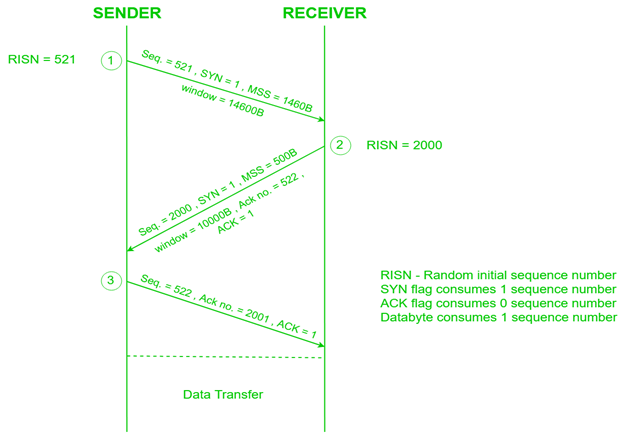 SENDER
RECEIVER
RISN = 521
1
Seq. = 521 , SYN = 1 , MSS = 1460B
window = 14600B
2
RISN = 2000
Seq. = 2000 , SYN = 1 , MSS = 500B
window = 10000B , Ack no. = 522 ,
ACK = 1
3
Seq. = 522 , Ack no. = 2001 , ACK = 1
RISN - Random initial sequence number
SYN flag consumes 1 sequence number
ACK flag consumes 0 sequence number
Databyte consumes 1 sequence number
Data Transfer